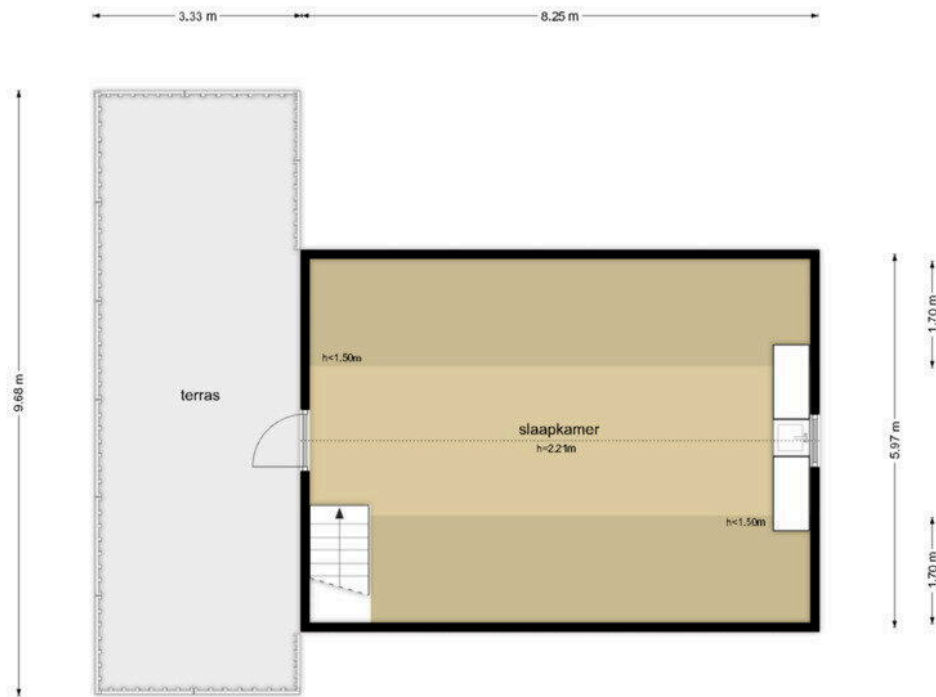 3.33 m
8.25 m
9.68 m
terras
h<1.50m
slaapkamer
h=2.21m
h<1.50m
5.97 m
1.70 m
1.70 m